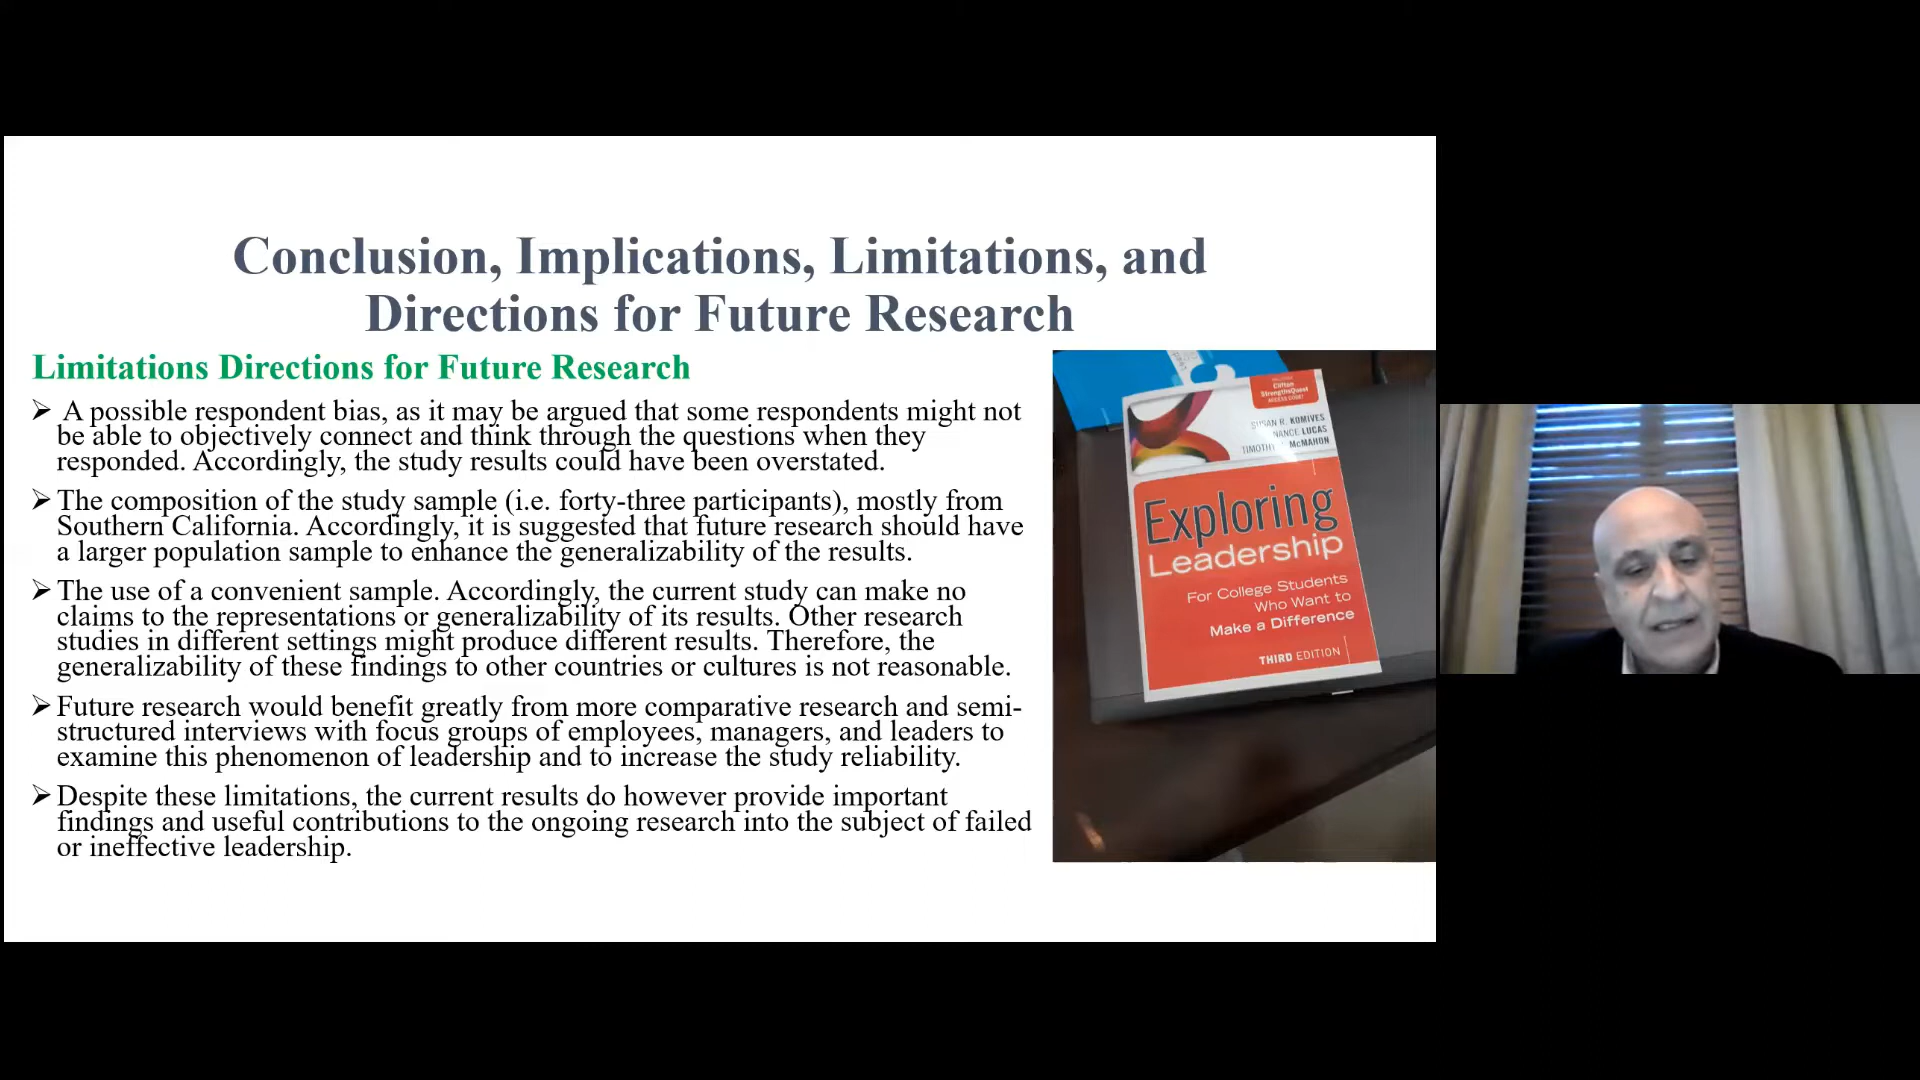 Conclusion, Implications, Limitations, and
Directions for Future Research
Limitations Directions for Future Research
➢ A possible respondent bias, as it may be argued that some respondents might not
be able to objectively connect and think through the questions when they
responded. Accordingly, the study results could have been overstated.
➢ The composition of the study sample (i.e. forty-three participants), mostly from
Southern California. Accordingly, it is suggested that future research should have
a larger population sample to enhance the generalizability of the results.
➢ The use of a convenient sample. Accordingly, the current study can make no
claims to the representations or generalizability of its results. Other research
studies in different settings might produce different results. Therefore, the
generalizability of these findings to other countries or cultures is not reasonable.
➢ Future research would benefit greatly from more comparative research and semi-
structured interviews with focus groups of employees, managers, and leaders to
examine this phenomenon of leadership and to increase the study reliability.
➢ Despite these limitations, the current results do however provide important
findings and useful contributions to the ongoing research into the subject of failed
or ineffective leadership.
Clifton
StrengthsQuest
ACCESS CODE!
SUSAN R. KOMIVES
NANCE LUCAS
TIMOTHY McMAHON
Exploring
Leadership
For College Students
Who Want to
Make a Difference
THIRD EDITION